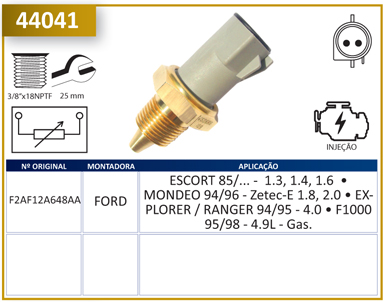 44041
3/8"x18NPTF
25 mm
INJEÇÃO
Nº ORIGINAL
MONTADORA
APLICAÇÃO
F2AF12A648AA
FORD
ESCORT 85/... - 1.3, 1.4, 1.6 •
MONDEO 94/96 - Zetec-E 1.8, 2.0 • EX-
PLORER / RANGER 94/95 - 4.0 • F1000
95/98 - 4.9L - Gas.